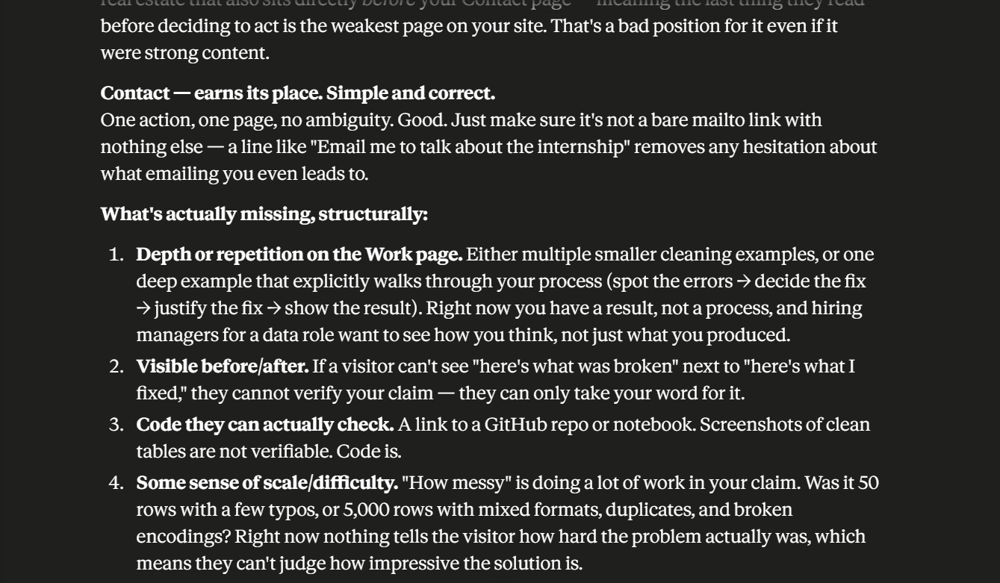 real estate that also sits directly before your Contact page — meaning the last thing they read
before deciding to act is the weakest page on your site. That's a bad position for it even if it
were strong content.
Contact — earns its place. Simple and correct.
One action, one page, no ambiguity. Good. Just make sure it's not a bare mailto link with
nothing else — a line like "Email me to talk about the internship" removes any hesitation about
what emailing you even leads to.
What's actually missing, structurally:
1. Depth or repetition on the Work page. Either multiple smaller cleaning examples, or one
deep example that explicitly walks through your process (spot the errors → decide the fix
→ justify the fix → show the result). Right now you have a result, not a process, and hiring
managers for a data role want to see how you think, not just what you produced.
2. Visible before/after. If a visitor can't see "here's what was broken" next to "here's what I
fixed," they cannot verify your claim — they can only take your word for it.
3. Code they can actually check. A link to a GitHub repo or notebook. Screenshots of clean
tables are not verifiable. Code is.
4. Some sense of scale/difficulty. "How messy" is doing a lot of work in your claim. Was it 50
rows with a few typos, or 5,000 rows with mixed formats, duplicates, and broken
encodings? Right now nothing tells the visitor how hard the problem actually was, which
means they can't judge how impressive the solution is.